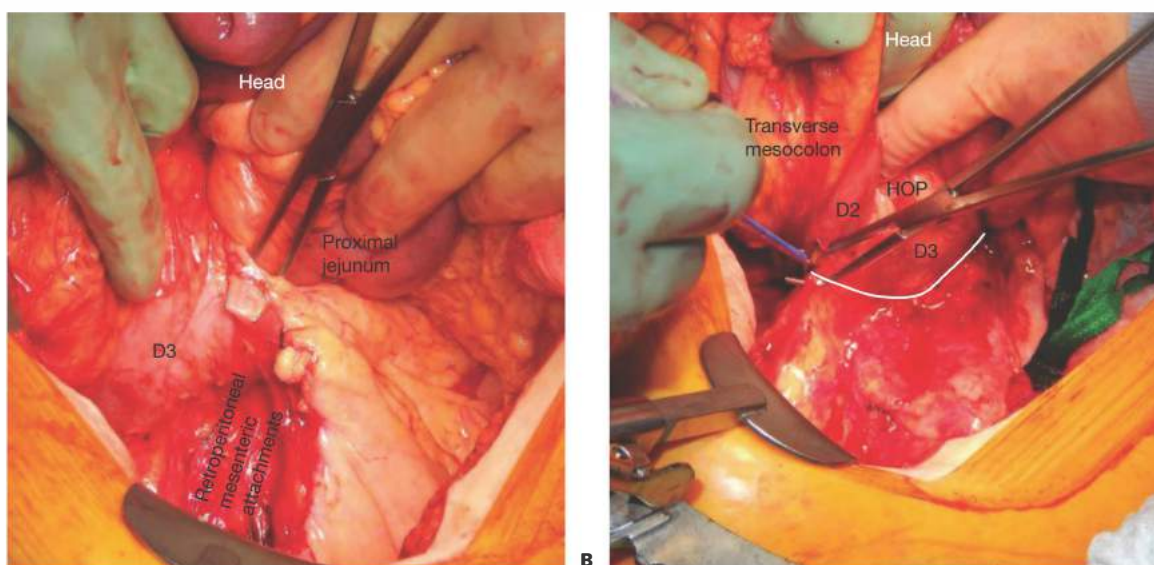 Head
Proximal
jejunum
D3
Retroperitoneal
mesenteric
attachments
B
Head
Transverse
mesocolon
HOP
D2
D3